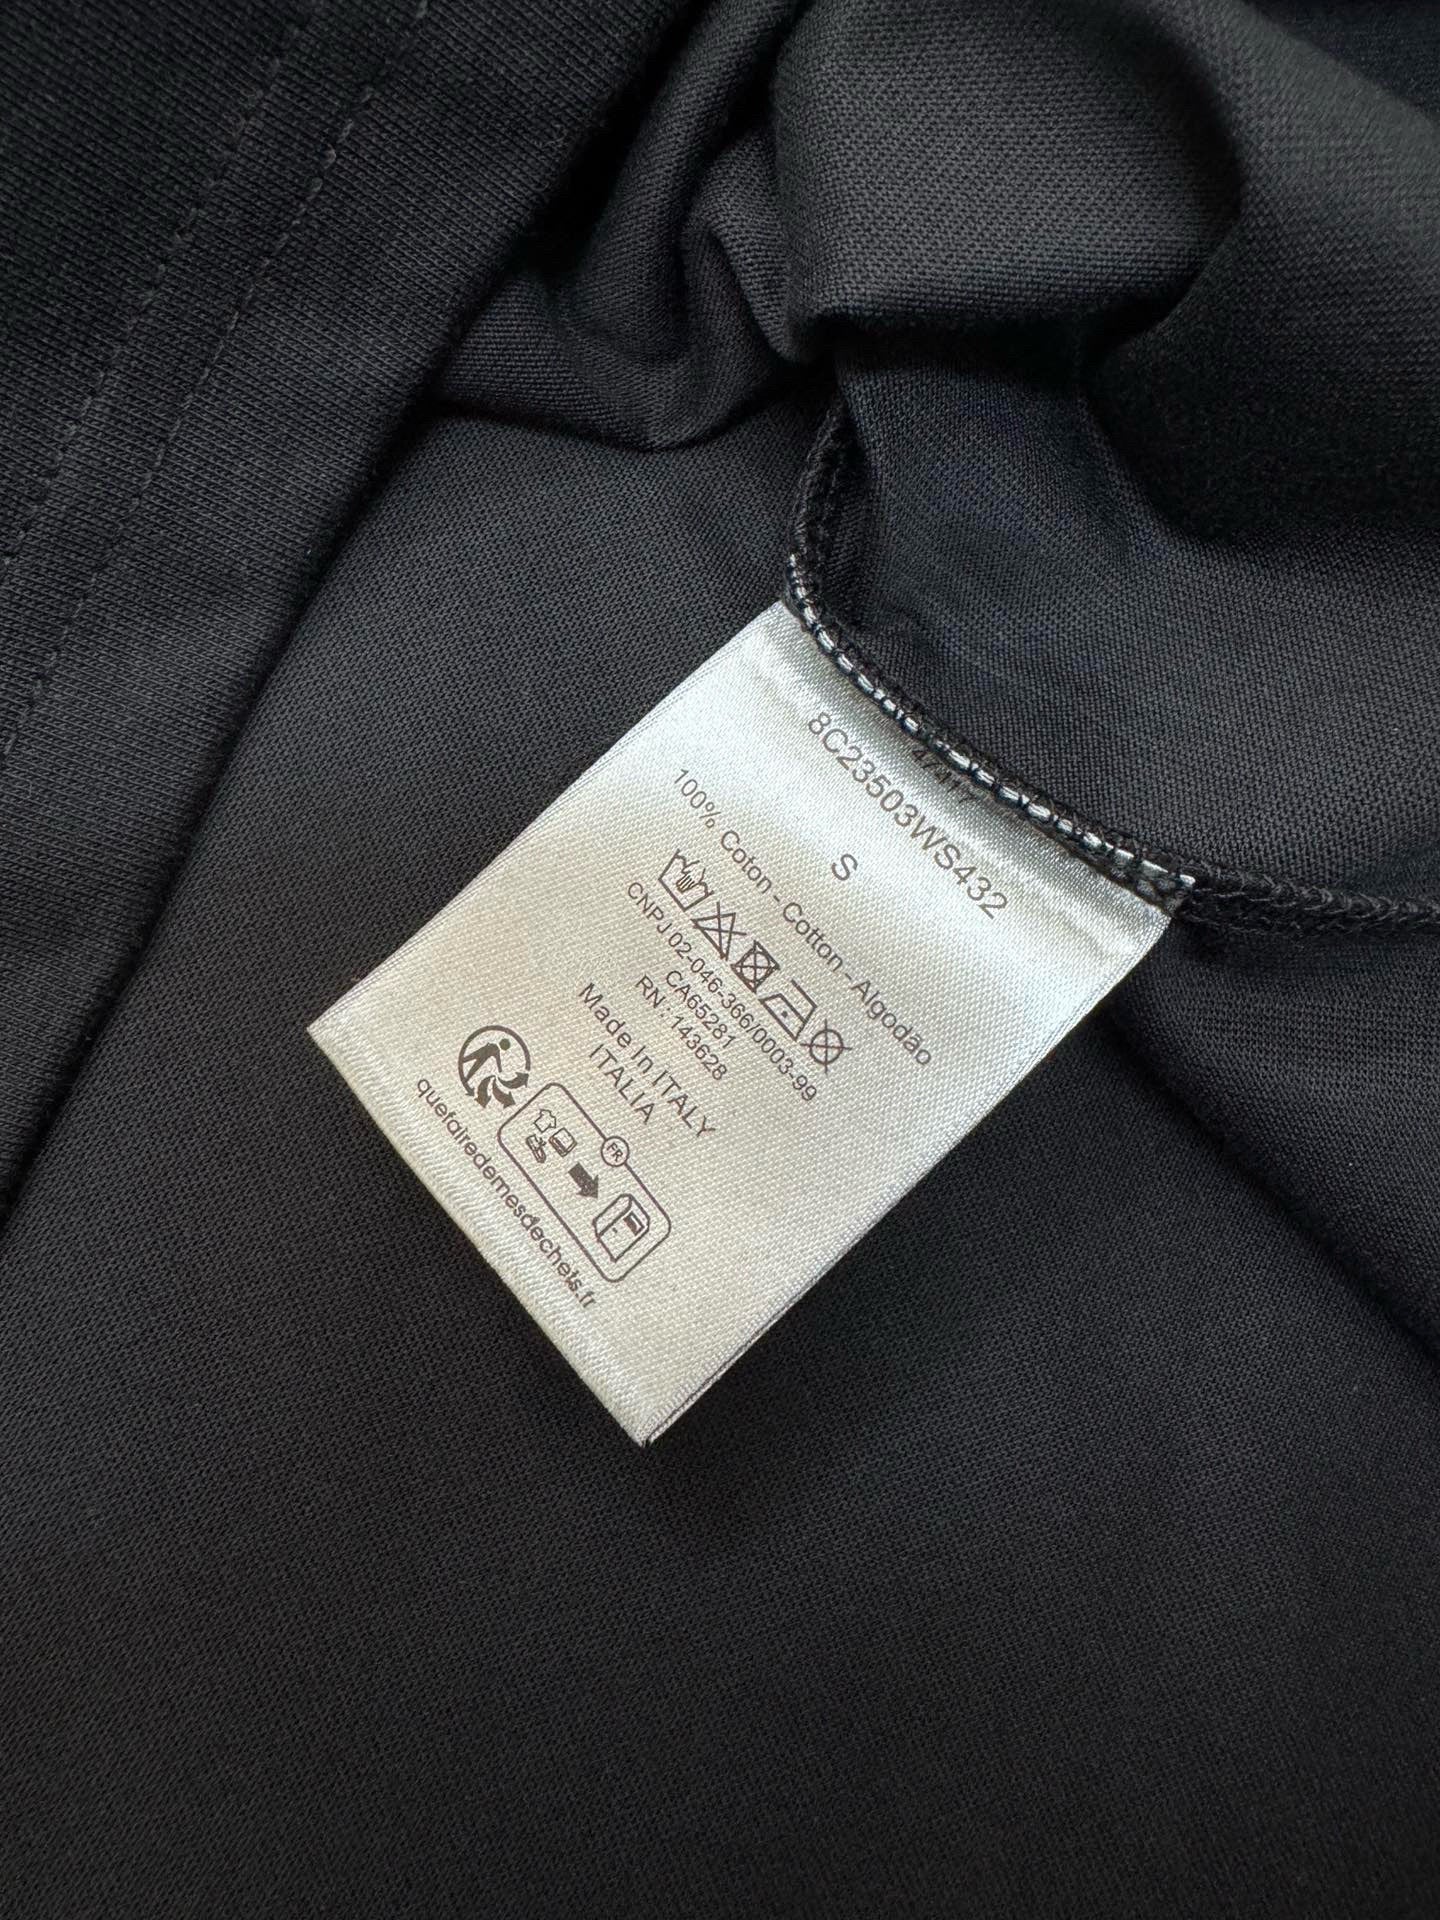 8C23503WS432
S
100% Coton - Cotton - Algodão
CNPJ 02-046-366/0003-99
CA65281
RN : 143628
Made In ITALY
ITALIA
FR
quefairedemesdechets.fr